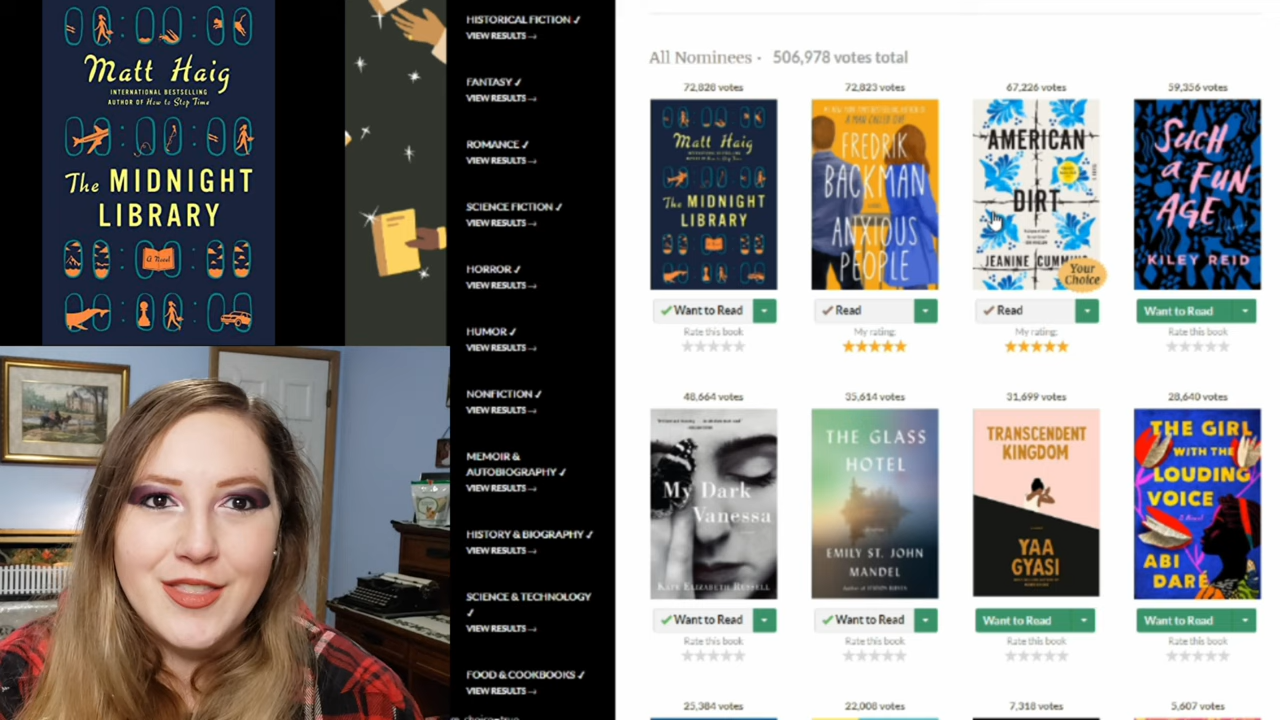 Matt Haig
INTERNATIONAL BESTSELLING
AUTHOR OF How to Stop Time
The MIDNIGHT
LIBRARY
A Novel
HISTORICAL FICTION ✓
VIEW RESULTS →
FANTASY ✓
VIEW RESULTS →
ROMANCE ✓
VIEW RESULTS →
SCIENCE FICTION ✓
VIEW RESULTS →
HORROR ✓
VIEW RESULTS →
HUMOR ✓
VIEW RESULTS →
NONFICTION ✓
VIEW RESULTS →
MEMOIR &
AUTOBIOGRAPHY ✓
VIEW RESULTS →
HISTORY & BIOGRAPHY ✓
VIEW RESULTS →
SCIENCE & TECHNOLOGY
✓
VIEW RESULTS →
FOOD & COOKBOOKS ✓
VIEW RESULTS →
All Nominees • 506,978 votes total
72,828 votes
72,823 votes
67,226 votes
59,356 votes
Matt Haig
The MIDNIGHT
LIBRARY
A MAN CALLED OVE
FREDRIK
BACKMAN
ANXIOUS
PEOPLE
AMERICAN
DIRT
JEANINE CUMMINS
Your
Choice
SUCH
a FUN
AGE
KILEY REID
Want to Read
Read
Read
Want to Read
Rate this book
My rating:
My rating:
Rate this book
48,664 votes
35,614 votes
31,699 votes
28,640 votes
My Dark
Vanessa
KATE ELIZABETH RUSSELL
THE GLASS
HOTEL
EMILY ST. JOHN
MANDEL
TRANSCENDENT
KINGDOM
YAA
GYASI
THE GIRL
WITH THE
LOUDING
VOICE
A Novel
ABI
DARÉ
Want to Read
Want to Read
Want to Read
Want to Read
Rate this book
Rate this book
Rate this book
Rate this book
25,384 votes
22,008 votes
7,318 votes
5,607 votes